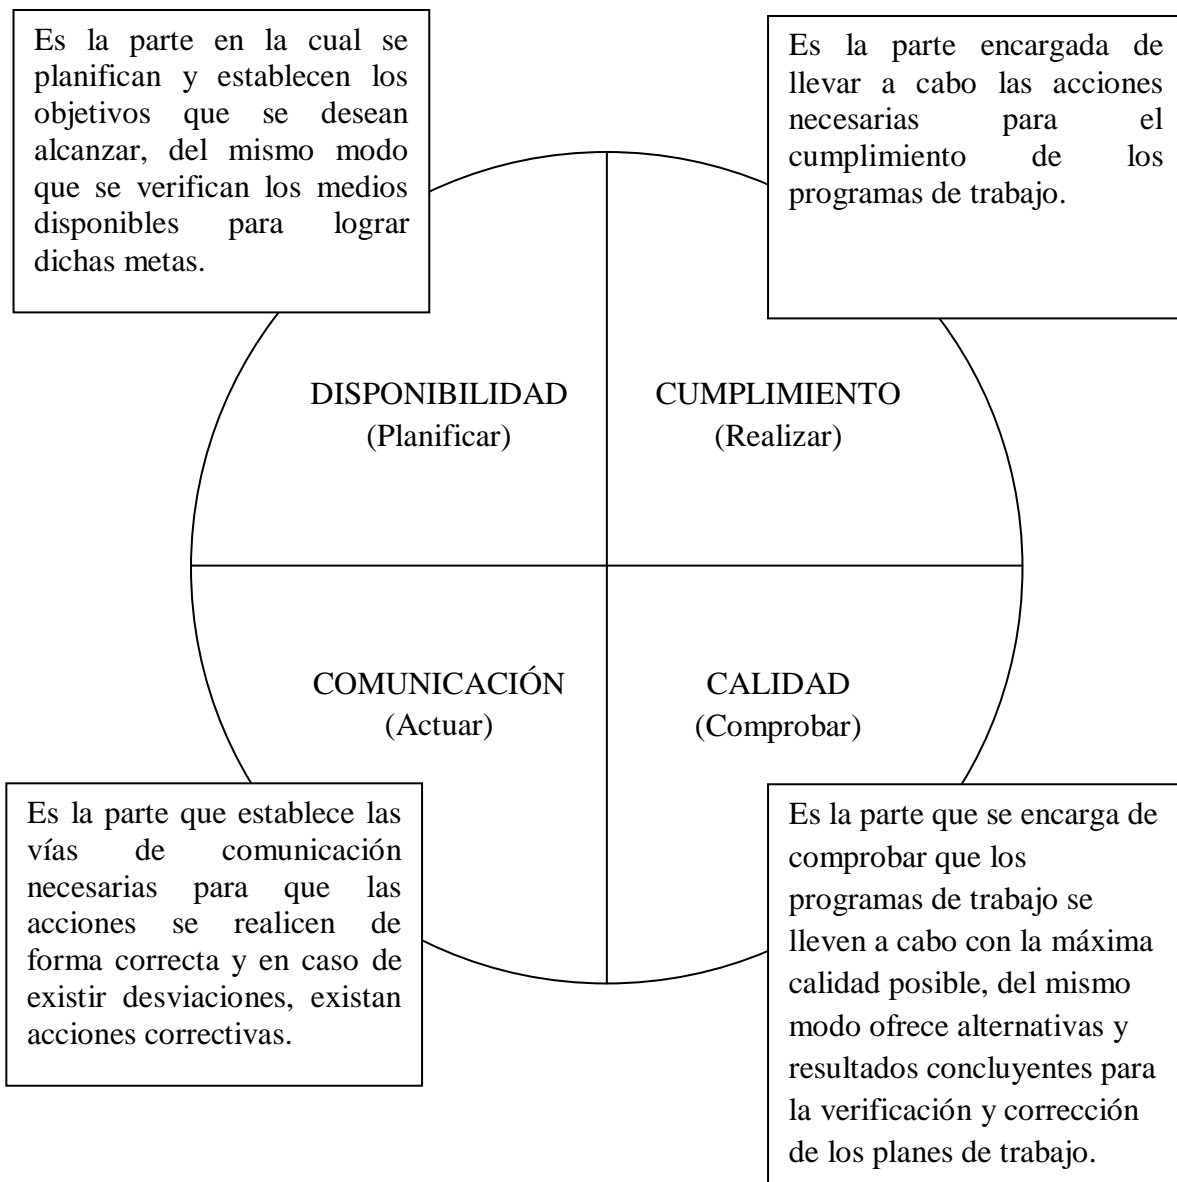 Es la parte en la cual se
planifican y establecen los
objetivos que se desean
alcanzar, del mismo modo
que se verifican los medios
disponibles para lograr
dichas metas.
Es la parte encargada de
llevar a cabo las acciones
necesarias para el
cumplimiento de los
programas de trabajo.
DISPONIBILIDAD
(Planificar)
CUMPLIMIENTO
(Realizar)
COMUNICACIÓN
(Actuar)
CALIDAD
(Comprobar)
Es la parte que establece las
vías de comunicación
necesarias para que las
acciones se realicen de
forma correcta y en caso de
existir desviaciones, existan
acciones correctivas.
Es la parte que se encarga de
comprobar que los
programas de trabajo se
lleven a cabo con la máxima
calidad posible, del mismo
modo ofrece alternativas y
resultados concluyentes para
la verificación y corrección
de los planes de trabajo.